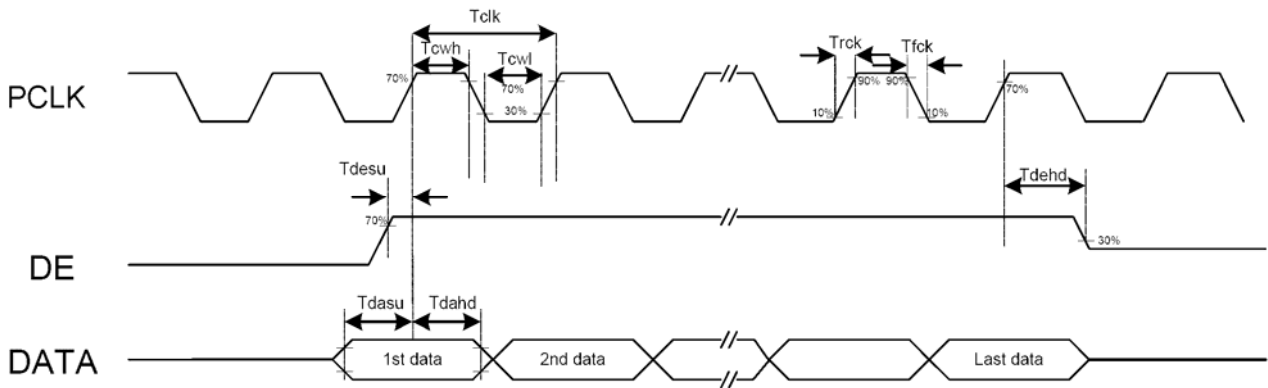 Tclk
Tcwh
Tcwl
Trck
Tfck
PCLK
70%
70%
30%
90%
90%
10%
10%
70%
Tdesu
Tdehd
DE
70%
30%
Tdasu
Tdahd
DATA
1st data
2nd data
Last data